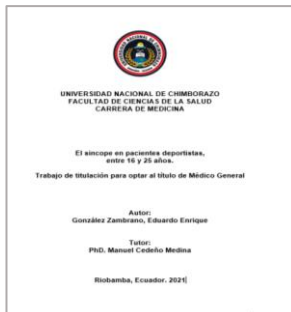 UNIVERSIDAD NACIONAL DE CHIMBORAZO
FACULTAD DE CIENCIAS DE LA SALUD
CARRERA DE MEDICINA
El síncope en pacientes deportistas,
entre 16 y 25 años.
Trabajo de titulación para optar al título de Médico General
Autor:
González Zambrano, Eduardo Enrique
Tutor:
PhD. Manuel Cedeño Medina
Riobamba, Ecuador. 2021